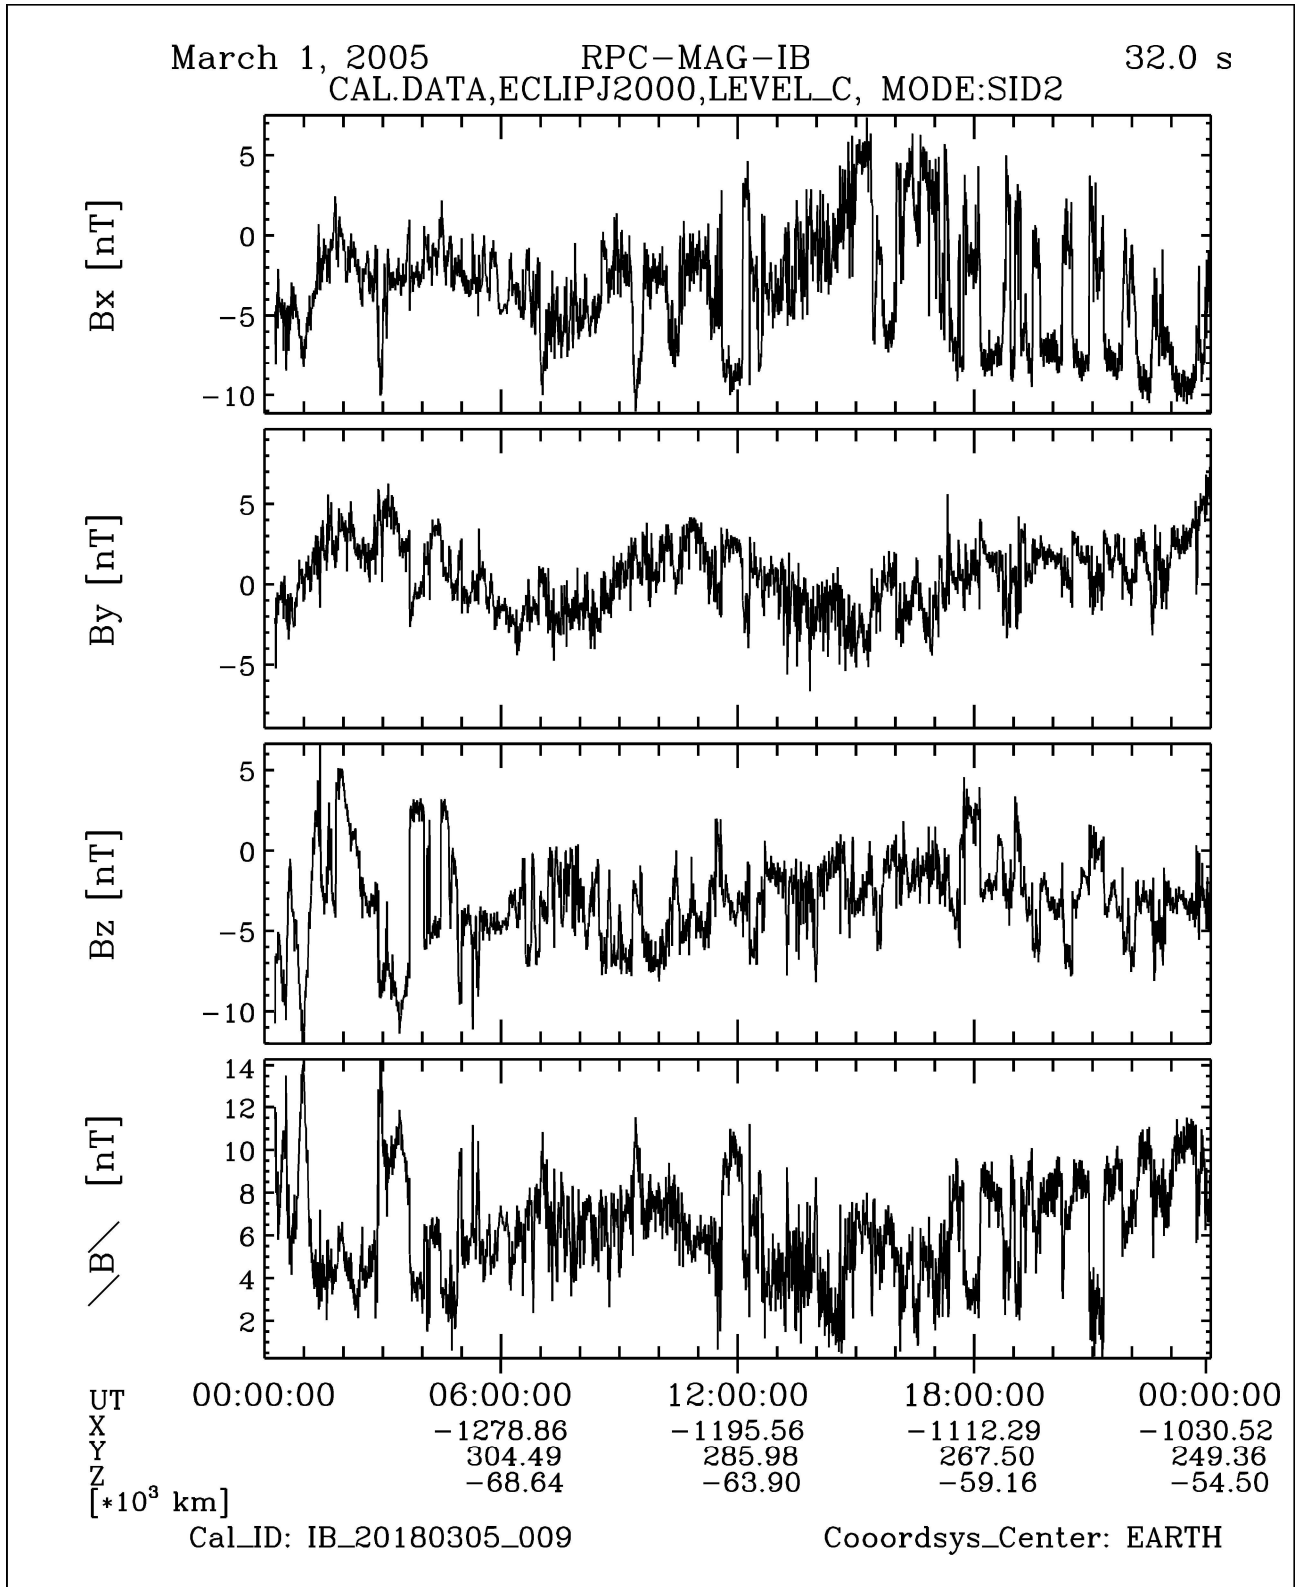 March 1, 2005 RPC-MAG-IB 32.0 s
CAL.DATA,ECLIPJ2000,LEVEL_C, MODE:SID2
Bx [nT]
5
0
-5
-10
By [nT]
5
0
-5
Bz [nT]
5
0
-5
-10
/B\ [nT]
14
12
10
8
6
4
2
UT 00:00:00 06:00:00 12:00:00 18:00:00 00:00:00
X -1278.86 -1195.56 -1112.29 -1030.52
Y 304.49 285.98 267.50 249.36
Z -68.64 -63.90 -59.16 -54.50
[*10³ km]
Cal_ID: IB_20180305_009 Cooordsys_Center: EARTH